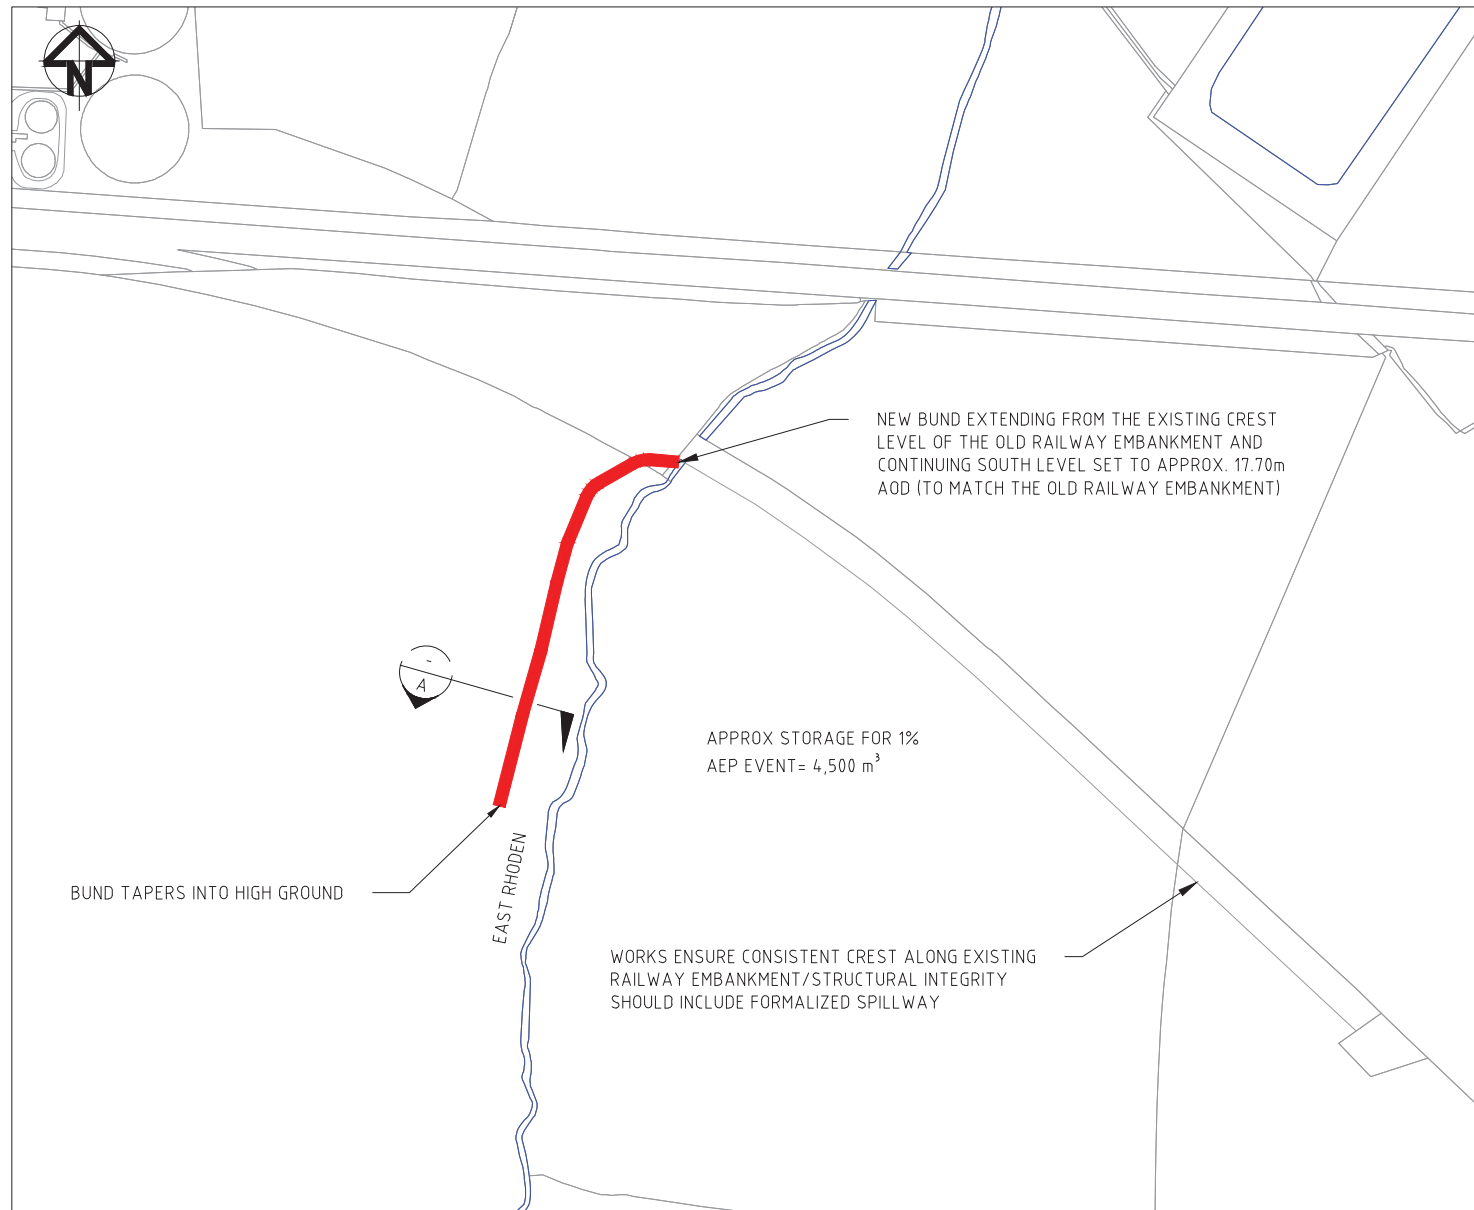 N
NEW BUND EXTENDING FROM THE EXISTING CREST
LEVEL OF THE OLD RAILWAY EMBANKMENT AND
CONTINUING SOUTH LEVEL SET TO APPROX. 17.70m
AOD (TO MATCH THE OLD RAILWAY EMBANKMENT)
-
A
APPROX STORAGE FOR 1%
AEP EVENT= 4,500 m³
BUND TAPERS INTO HIGH GROUND
EAST RHODEN
WORKS ENSURE CONSISTENT CREST ALONG EXISTING
RAILWAY EMBANKMENT/STRUCTURAL INTEGRITY
SHOULD INCLUDE FORMALIZED SPILLWAY